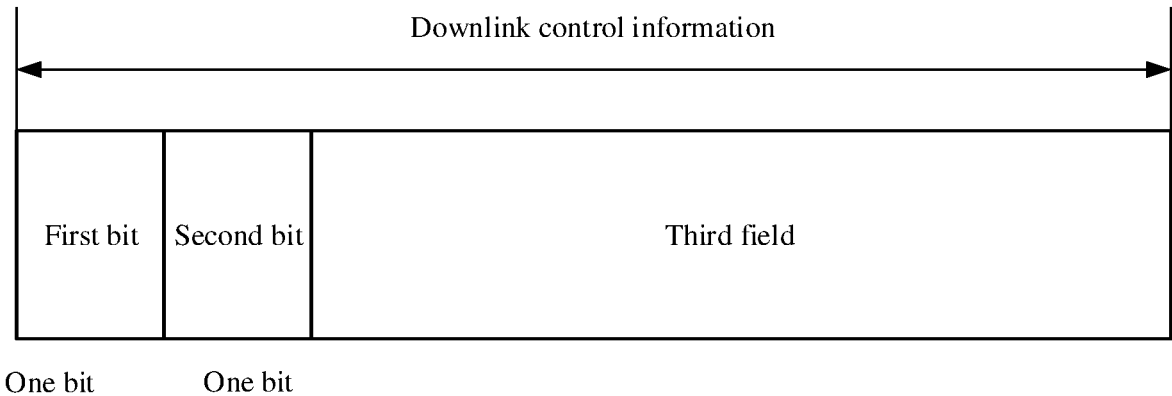 Downlink control information
First bit
Second bit
Third field
One bit
One bit